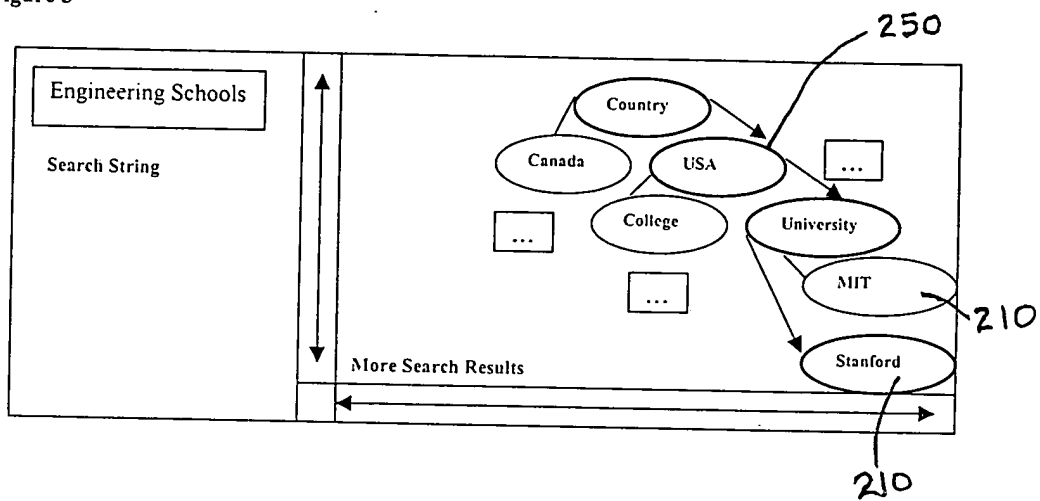 250
Engineering Schools
Country
Search String
Canada
USA
...
College
University
...
MIT
...
210
More Search Results
Stanford
210